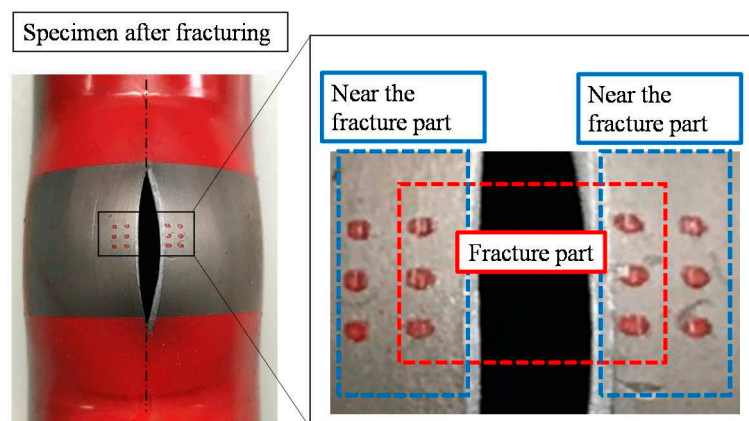 Specimen after fracturing
Near the
fracture part
Near the
fracture part
Fracture part